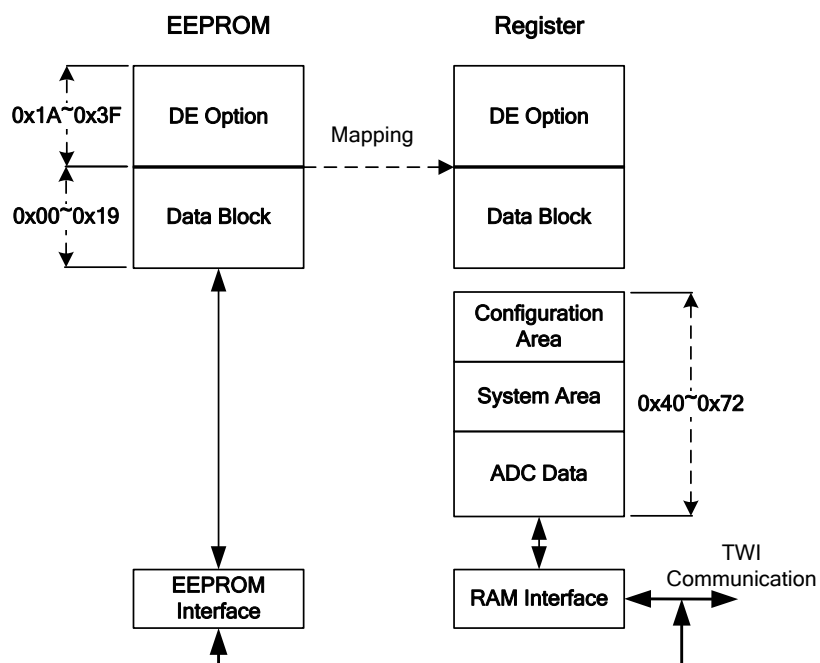 EEPROM
Register
0x1A~0x3F
DE Option
Mapping
DE Option
0x00~0x19
Data Block
Data Block
Configuration
Area
System Area
0x40~0x72
ADC Data
TWI
Communication
EEPROM
Interface
RAM Interface